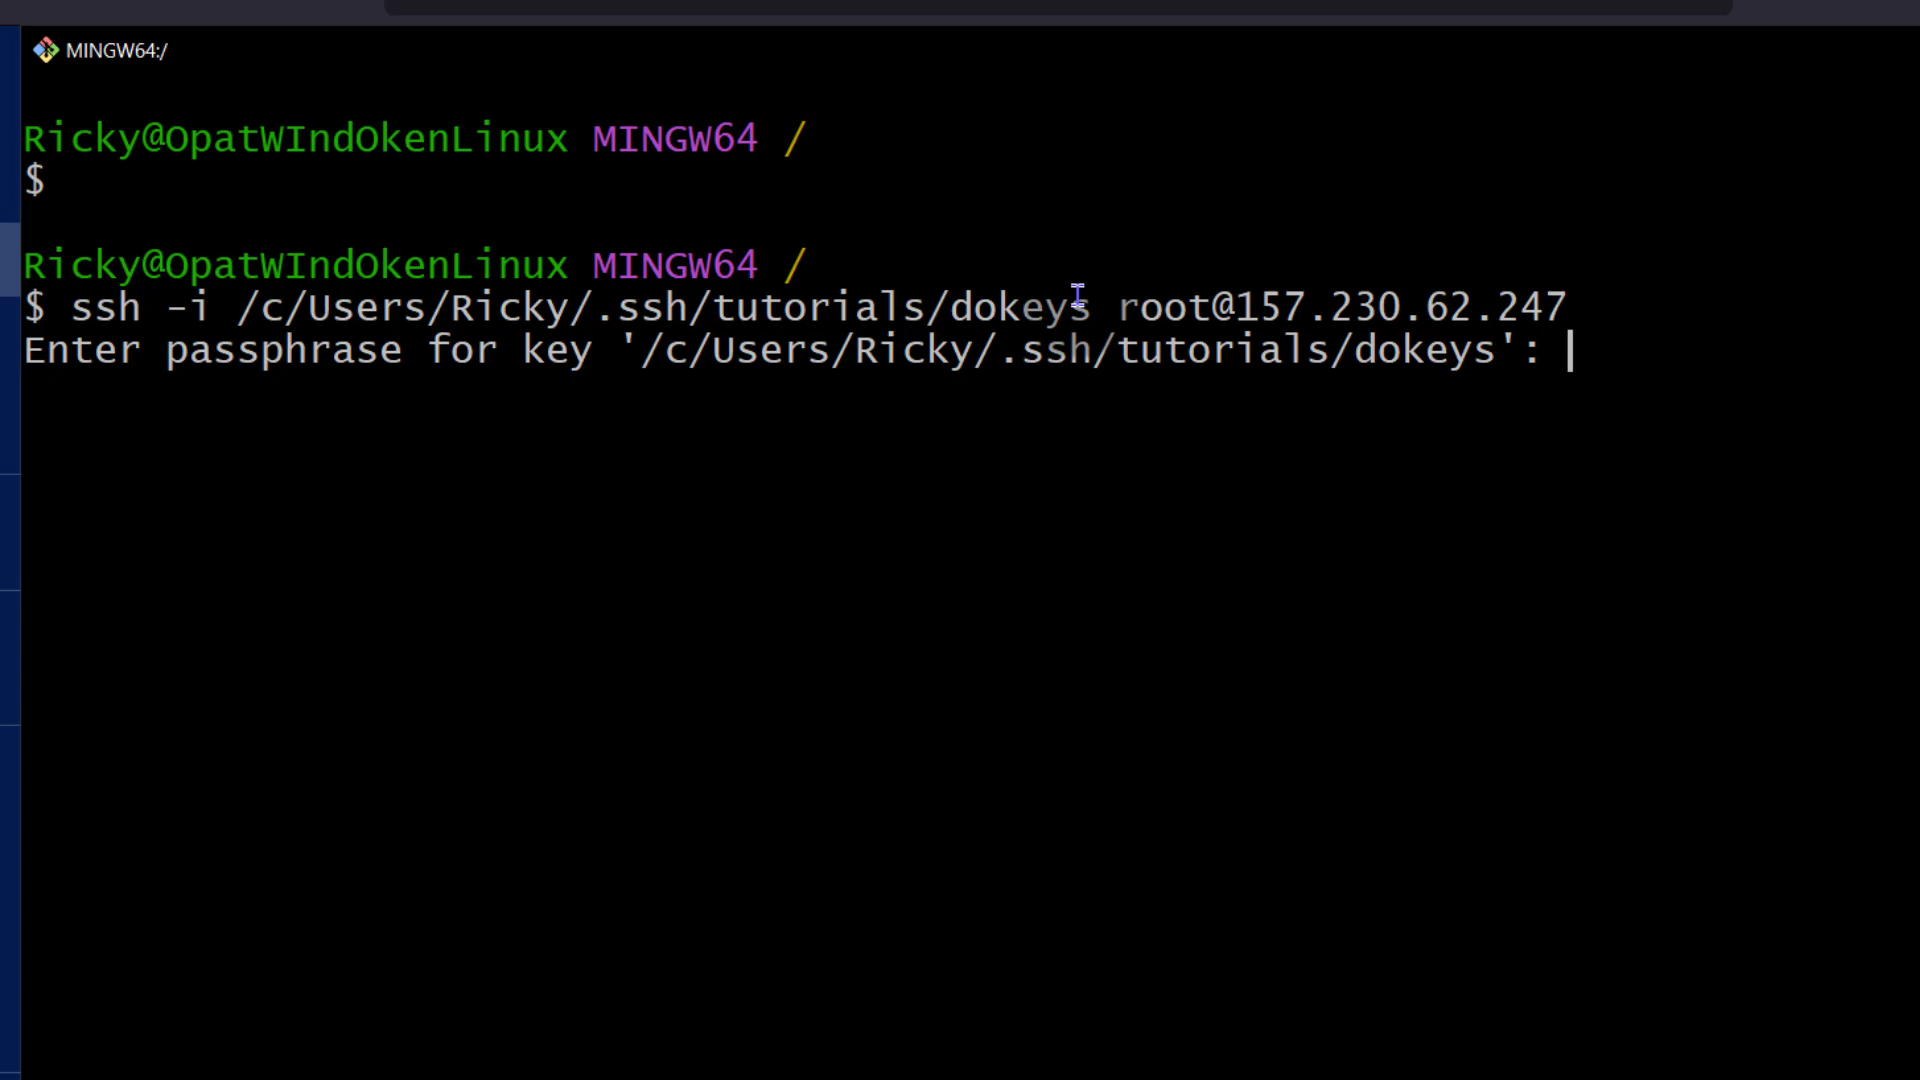 MINGW64:/
Ricky@OpatWIndOkenLinux MINGW64 /
$
Ricky@OpatWIndOkenLinux MINGW64 /
$ ssh -i /c/Users/Ricky/.ssh/tutorials/dokeys root@157.230.62.247
Enter passphrase for key '/c/Users/Ricky/.ssh/tutorials/dokeys':